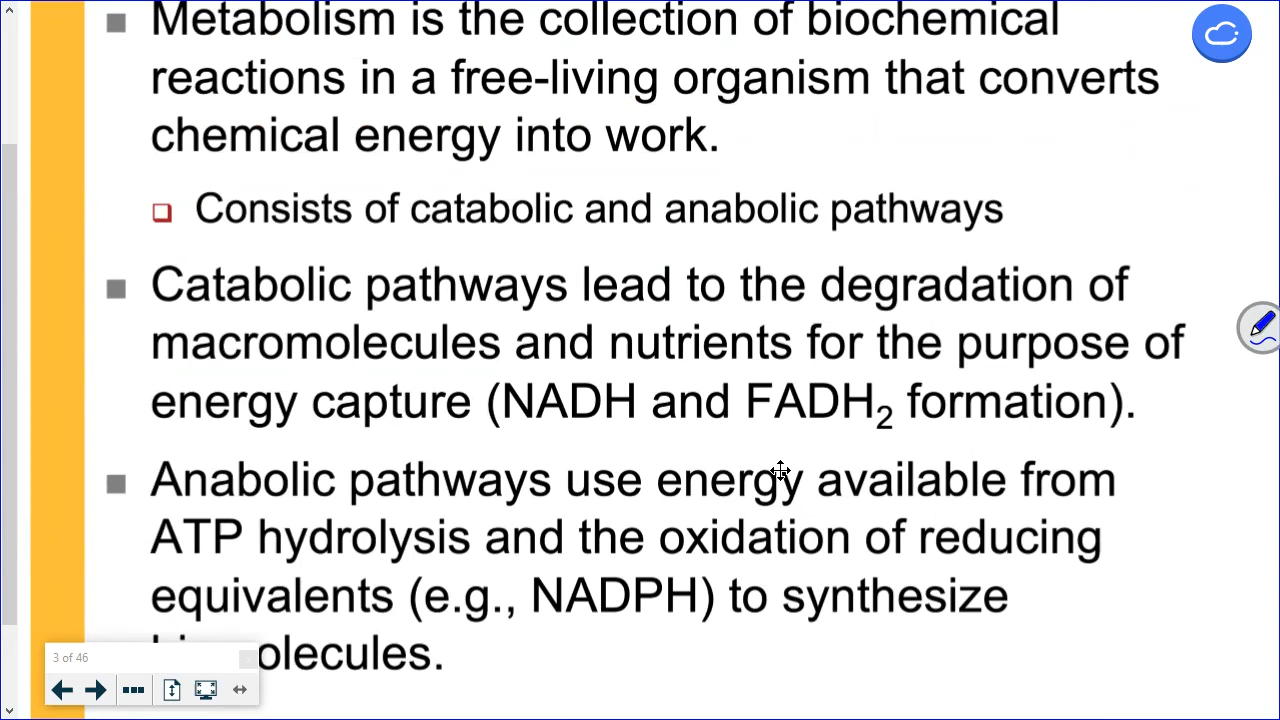 Metabolism is the collection of biochemical
reactions in a free-living organism that converts
chemical energy into work.
Consists of catabolic and anabolic pathways
Catabolic pathways lead to the degradation of
macromolecules and nutrients for the purpose of
energy capture (NADH and FADH₂ formation).
Anabolic pathways use energy available from
ATP hydrolysis and the oxidation of reducing
equivalents (e.g., NADPH) to synthesize
olecules.
3 of 46